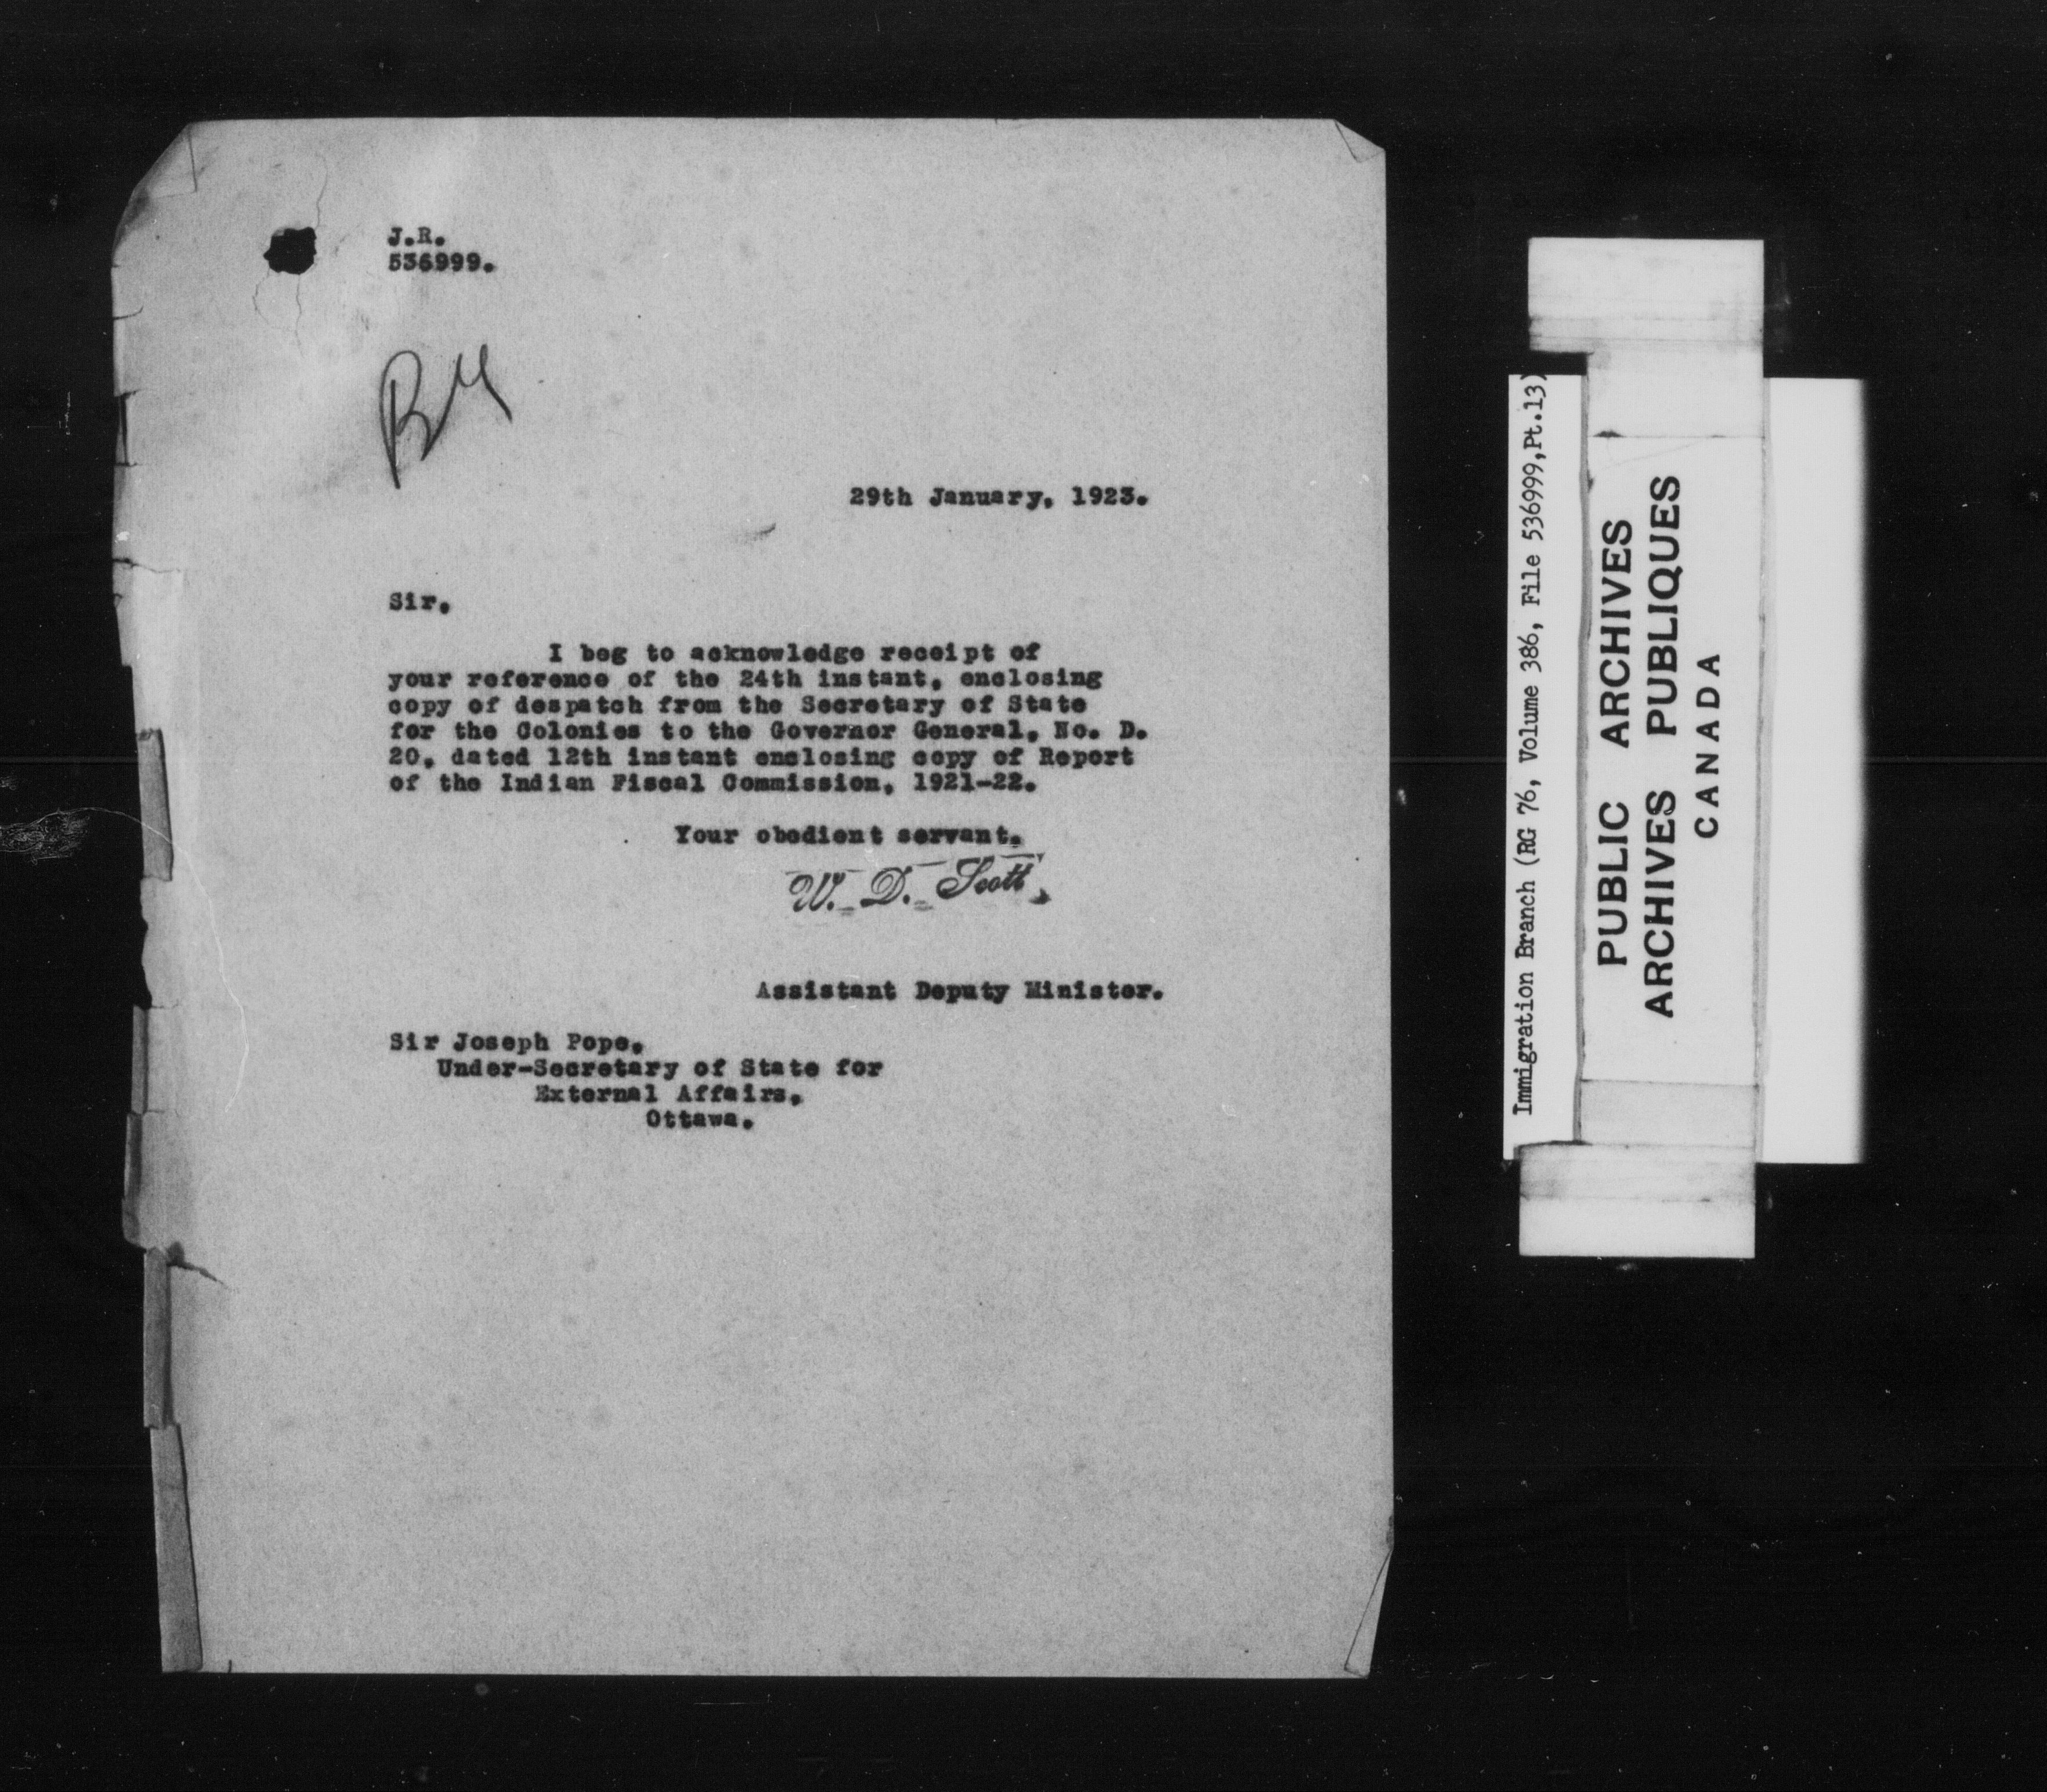 J.R.
536999.
29th January, 1923.
Sir,
I beg to acknowledge receipt of
your reference of the 24th instant, enclosing
copy of despatch from the Secretary of State
for the Colonies to the Governor General, No. D.
20, dated 12th instant enclosing copy of Report
of the Indian Fiscal Commission, 1921-22.
Your obedient servant,
W. D. Scott,
Assistant Deputy Minister.
Sir Joseph Pope,
Under-Secretary of State for
External Affairs,
Ottawa.
Immigration Branch (RG 76, Volume 386, File 536999,Pt.13)
PUBLIC ARCHIVES
ARCHIVES PUBLIQUES
CANADA